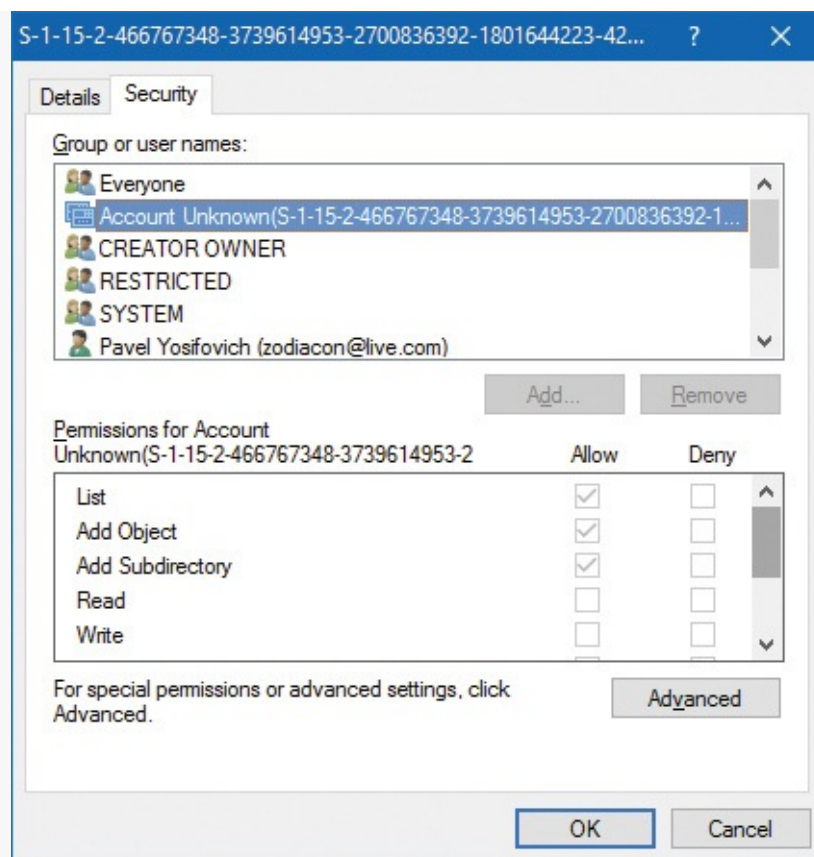 S-1-15-2-466767348-3739614953-2700836392-1801644223-42... ?
Details Security
Group or user names:
Everyone
Account Unknown(S-1-15-2-466767348-3739614953-2700836392-1...
CREATOR OWNER
RESTRICTED
SYSTEM
Pavel Yosifovich (zodiacon@live.com)
Add... Remove
Permissions for Account
Unknown(S-1-15-2-466767348-3739614953-2 Allow Deny
List
Add Object
Add Subdirectory
Read
Write
For special permissions or advanced settings, click Advanced
Advanced.
OK Cancel